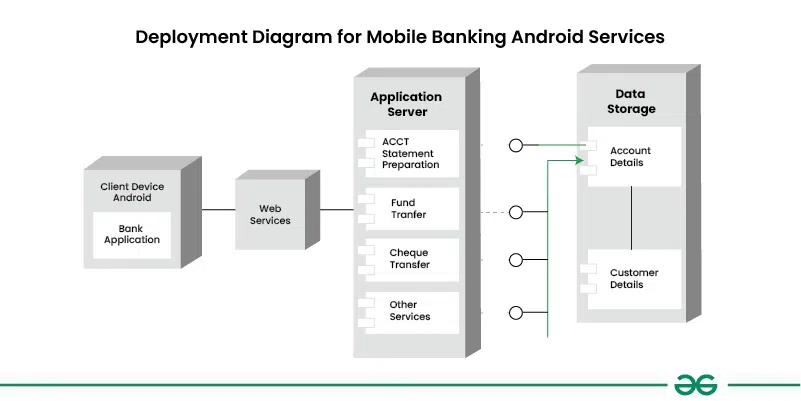 Deployment Diagram for Mobile Banking Android Services
Client Device
Android
Bank
Application
Web
Services
Application
Server
ACCT
Statement
Preparation
Fund
Tranfer
Cheque
Transfer
Other
Services
Data
Storage
Account
Details
Customer
Details